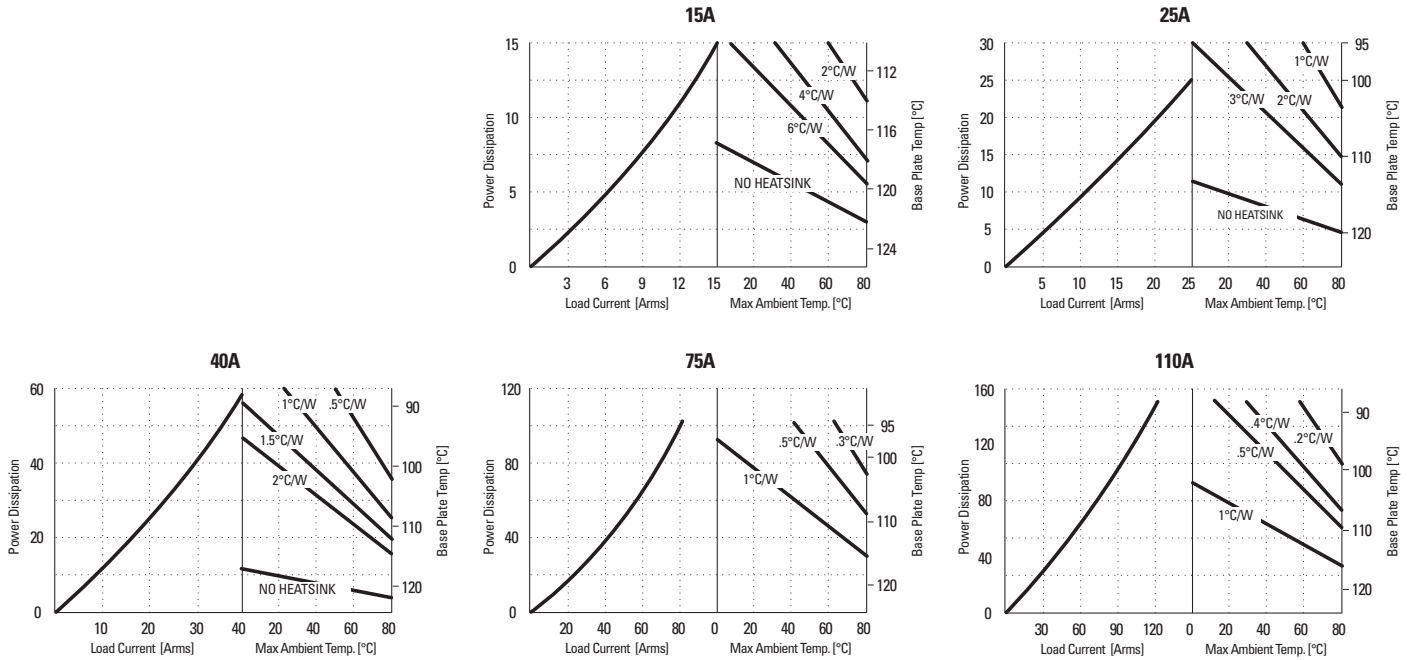 15A
15
10
5
0
Power Dissipation
3 6 9 12 15 20 40 60 80
Load Current [Arms] Max Ambient Temp. [°C]
2°C/W
4°C/W
6°C/W
NO HEATSINK
112
116
120
124
Base Plate Temp [°C]
25A
30
25
20
15
10
5
0
Power Dissipation
5 10 15 20 25 20 40 60 80
Load Current [Arms] Max Ambient Temp. [°C]
1°C/W
3°C/W 2°C/W
NO HEATSINK
95
100
110
120
Base Plate Temp [°C]
40A
60
40
20
0
Power Dissipation
10 20 30 40 20 40 60 80
Load Current [Arms] Max Ambient Temp. [°C]
1°C/W .5°C/W
1.5°C/W
2°C/W
NO HEATSINK
90
100
110
120
Base Plate Temp [°C]
75A
120
80
40
0
Power Dissipation
20 40 60 80 0 20 40 60 80
Load Current [Arms] Max Ambient Temp. [°C]
.5°C/W .3°C/W
1°C/W
95
100
110
120
Base Plate Temp [°C]
110A
160
120
80
40
0
Power Dissipation
30 60 90 120 0 20 40 60 80
Load Current [Arms] Max Ambient Temp. [°C]
.4°C/W .2°C/W
.5°C/W
1°C/W
90
100
110
120
Base Plate Temp [°C]